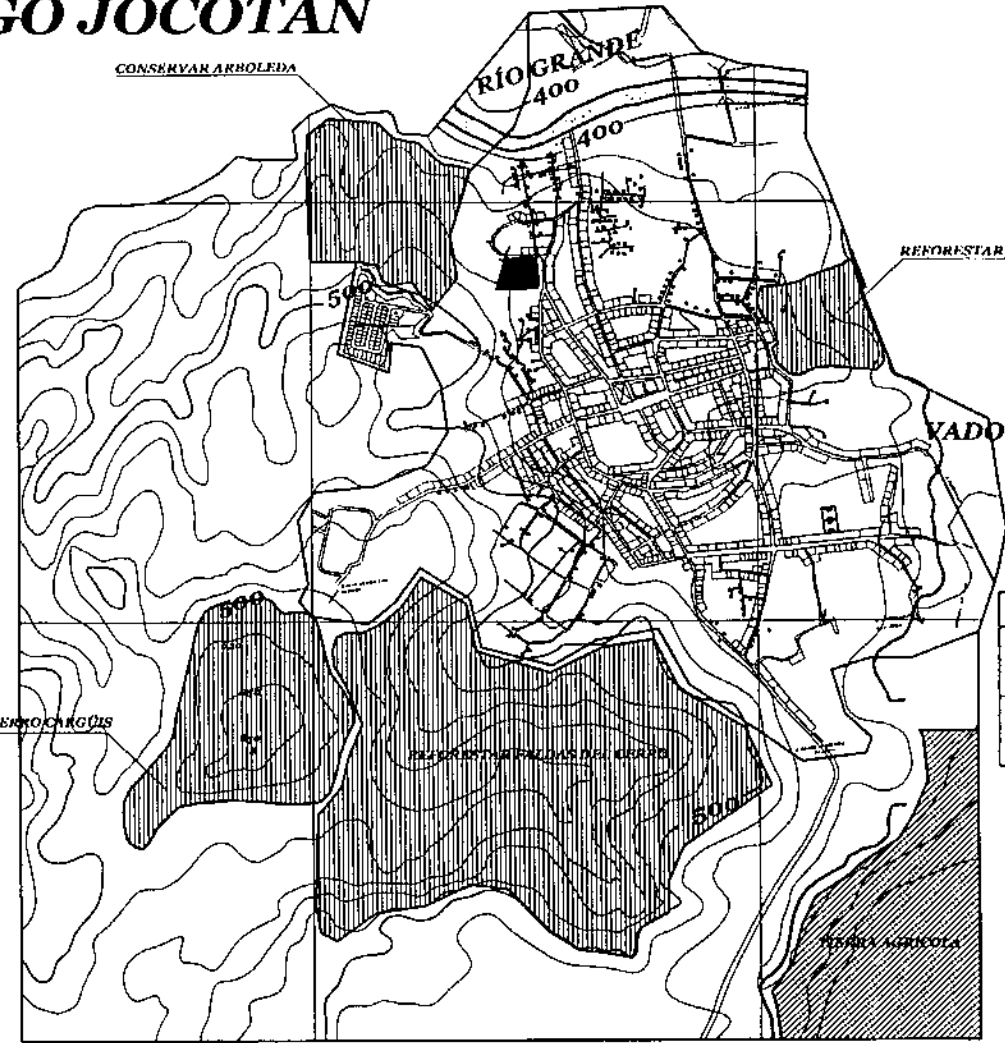 GO JOCOTAN
CONSERVAR ARBOLEDA
RÍO GRANDE
400
400
REFORESTAR
500
VADO
500
ERRO CARGÜIS
REFORESTAR FALDAS DEL CERRO
500
TIERRA AGRICOLA